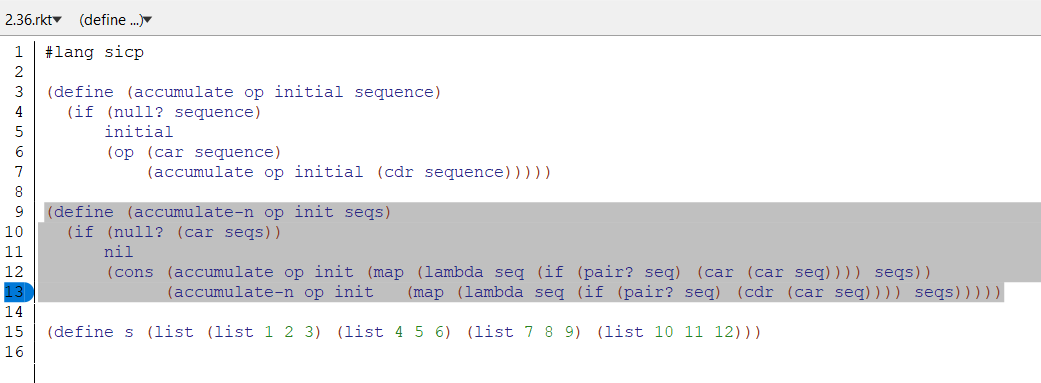 2.36.rkt▾ (define ...)▾
1 #lang sicp
2
3 (define (accumulate op initial sequence)
4 (if (null? sequence)
5 initial
6 (op (car sequence)
7 (accumulate op initial (cdr sequence)))))
8
9 (define (accumulate-n op init seqs)
10 (if (null? (car seqs))
11 nil
12 (cons (accumulate op init (map (lambda seq (if (pair? seq) (car (car seq)))) seqs))
13 (accumulate-n op init (map (lambda seq (if (pair? seq) (cdr (car seq)))) seqs)))))
14
15 (define s (list (list 1 2 3) (list 4 5 6) (list 7 8 9) (list 10 11 12)))
16